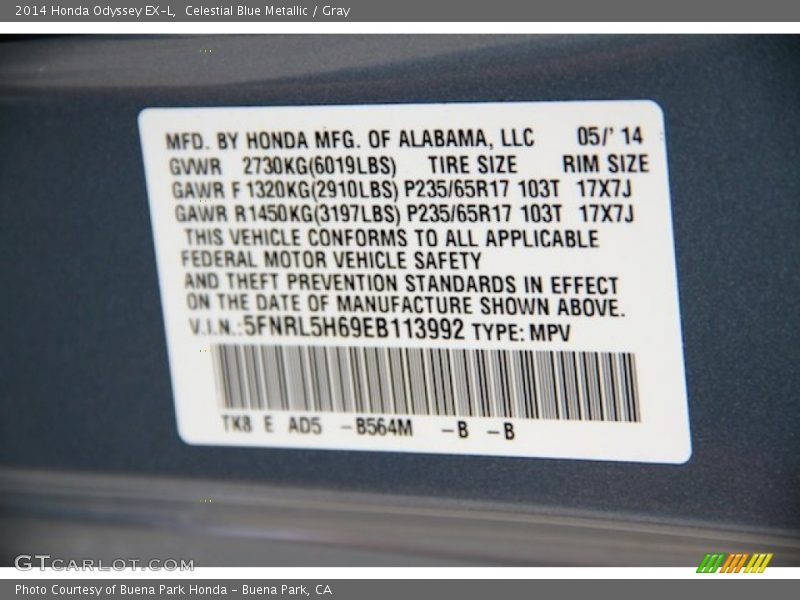 2014 Honda Odyssey EX-L,  Celestial Blue Metallic / Gray
MFD. BY HONDA MFG. OF ALABAMA, LLC 05/' 14
GVWR 2730KG(6019LBS) TIRE SIZE RIM SIZE
GAWR F 1320KG(2910LBS) P235/65R17 103T 17X7J
GAWR R1450KG(3197LBS) P235/65R17 103T 17X7J
THIS VEHICLE CONFORMS TO ALL APPLICABLE
FEDERAL MOTOR VEHICLE SAFETY
AND THEFT PREVENTION STANDARDS IN EFFECT
ON THE DATE OF MANUFACTURE SHOWN ABOVE.
V.I.N.:5FNRL5H69EB113992 TYPE: MPV
TK8 E AD5 -B564M -B -B
GTCARLOT.COM
Photo Courtesy of Buena Park Honda - Buena Park, CA